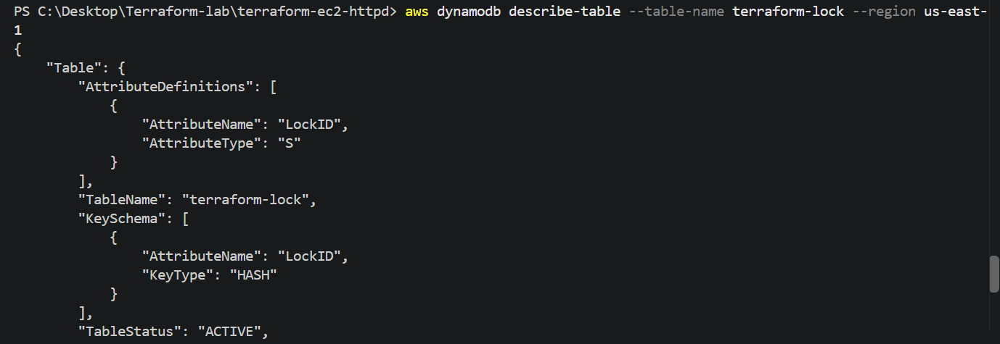 PS C:\Desktop\Terraform-lab\terraform-ec2-httpd> aws dynamodb describe-table --table-name terraform-lock --region us-east-
1
{
    "Table": {
        "AttributeDefinitions": [
            {
                "AttributeName": "LockID",
                "AttributeType": "S"
            }
        ],
        "TableName": "terraform-lock",
        "KeySchema": [
            {
                "AttributeName": "LockID",
                "KeyType": "HASH"
            }
        ],
        "TableStatus": "ACTIVE",